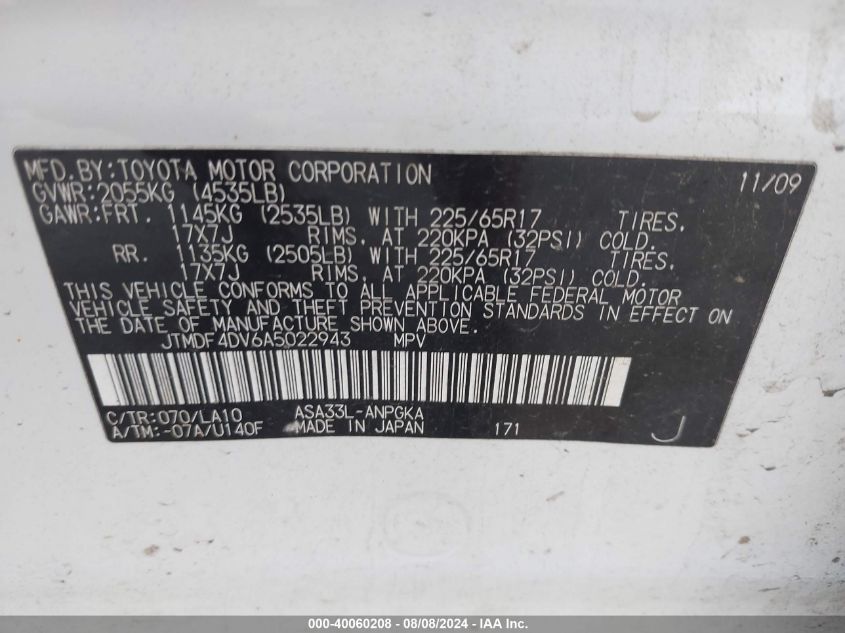 MFD.BY:TOYOTA MOTOR CORPORATION 11/09
GVWR:2055KG (4535LB)
GAWR:FRT. 1145KG (2535LB) WITH 225/65R17 TIRES,
17X7J RIMS, AT 220KPA (32PSI) COLD.
RR. 1135KG (2505LB) WITH 225/65R17 TIRES,
17X7J RIMS, AT 220KPA (32PSI) COLD.
THIS VEHICLE CONFORMS TO ALL APPLICABLE FEDERAL MOTOR
VEHICLE SAFETY AND THEFT PREVENTION STANDARDS IN EFFECT ON
THE DATE OF MANUFACTURE SHOWN ABOVE.
JTMDF4DV6A5022943 MPV
C/TR:070/LA10 ASA33L-ANPGKA
A/TM:-07A/U140F MADE IN JAPAN 171 J
000-40060208 - 08/08/2024 - IAA Inc.